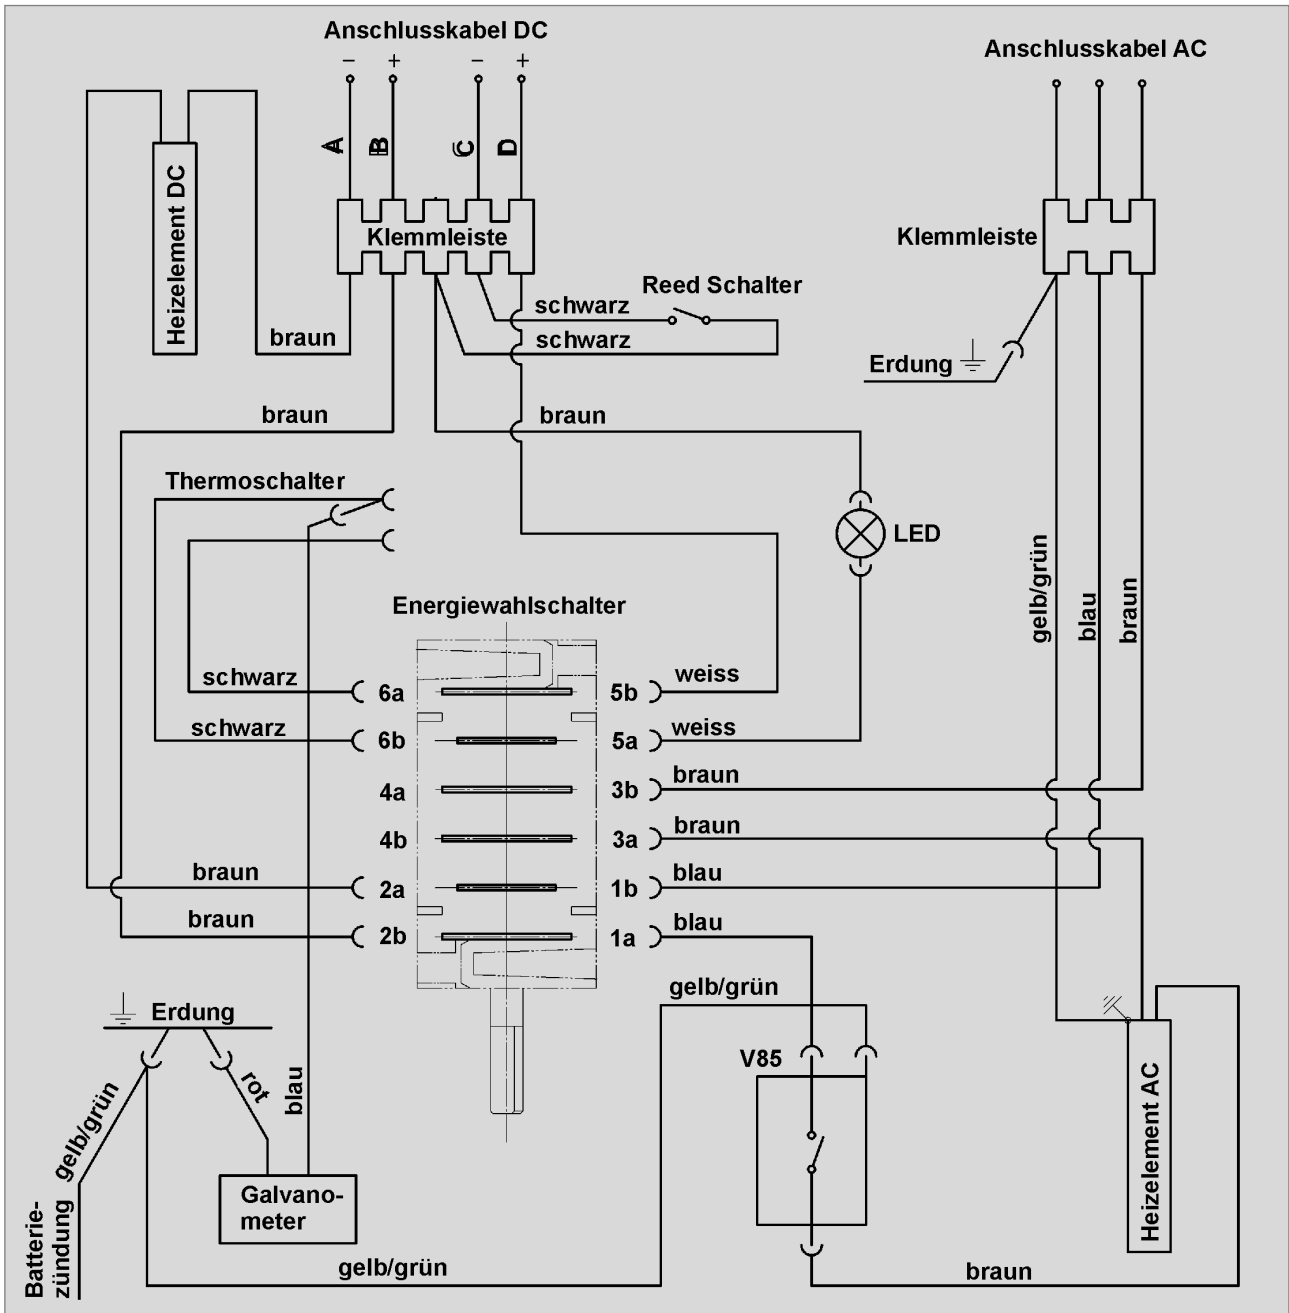 Anschlusskabel DC
Anschlusskabel AC
− + − +
A B C D
Heizelement DC
Klemmleiste
Klemmleiste
Reed Schalter
schwarz
braun
schwarz
Erdung
braun
braun
Thermoschalter
LED
gelb/grün
blau
braun
Energiewahlschalter
schwarz
6a
5b
weiss
schwarz
6b
5a
weiss
4a
3b
braun
4b
3a
braun
braun
2a
1b
blau
braun
2b
1a
blau
gelb/grün
Erdung
V85
rot
blau
gelb/grün
Heizelement AC
Galvano-
meter
Batterie-
zündung
gelb/grün
braun